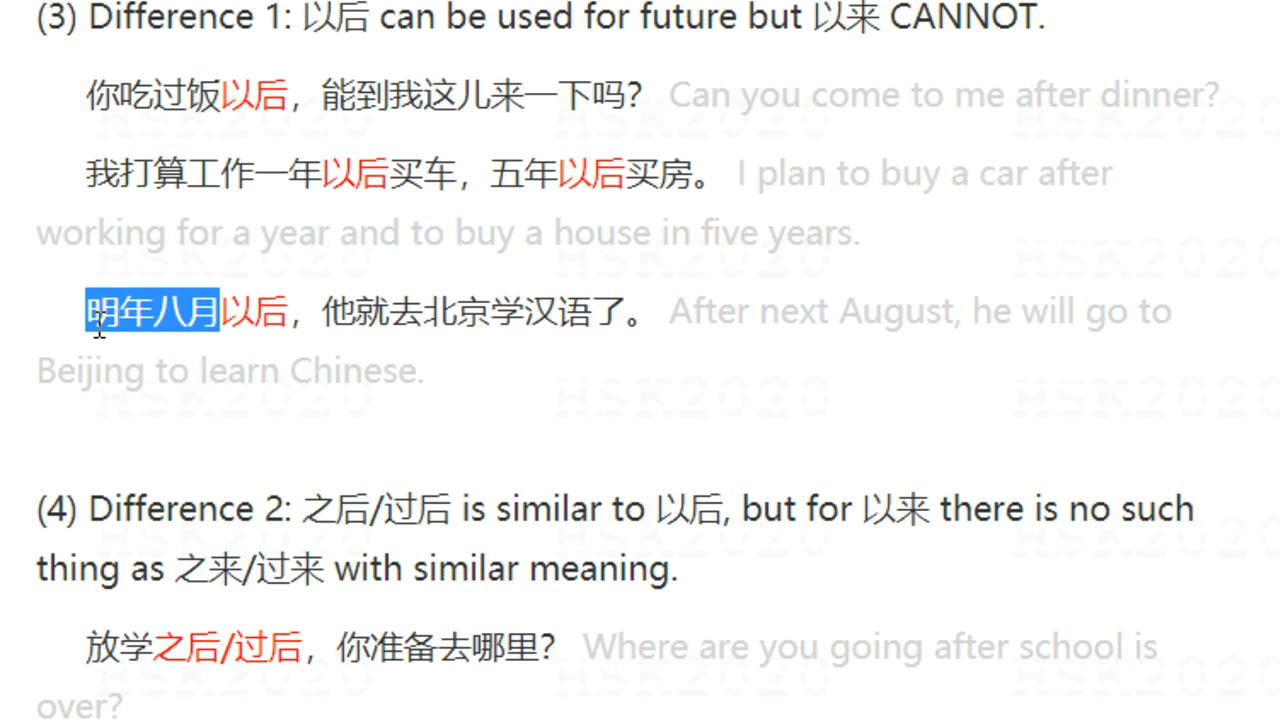 (3) Difference 1: 以后 can be used for future but 以来 CANNOT.
你吃过饭以后，能到我这儿来一下吗？ Can you come to me after dinner?
我打算工作一年以后买车，五年以后买房。 I plan to buy a car after
working for a year and to buy a house in five years.
明年八月以后，他就去北京学汉语了。 After next August, he will go to
Beijing to learn Chinese.
(4) Difference 2: 之后/过后 is similar to 以后, but for 以来 there is no such
thing as 之来/过来 with similar meaning.
放学之后/过后，你准备去哪里？ Where are you going after school is
over?
HSK2020